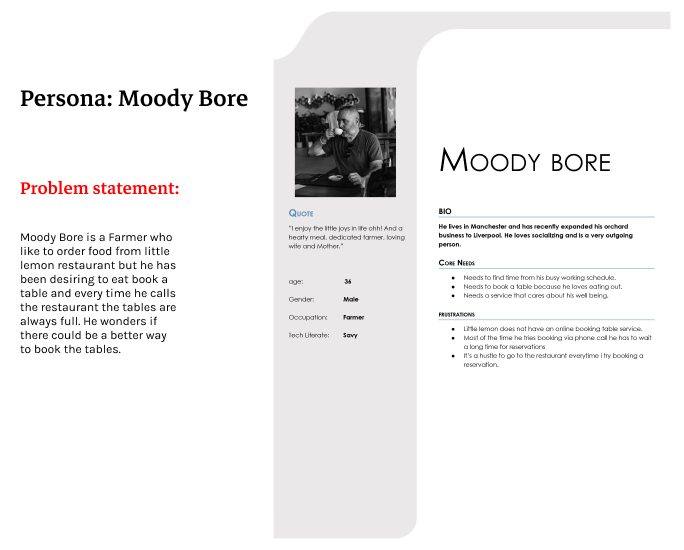 Persona: Moody Bore
Problem statement:
Moody Bore is a Farmer who
like to order food from little
lemon restaurant but he has
been desiring to eat book a
table and every time he calls
the restaurant the tables are
always full. He wonders if
there could be a better way
to book the tables.
Quote
"I enjoy the little joys in life ohh! And a
hearty meal, dedicated farmer, loving
wife and Mother."
age: 36
Gender: Male
Occupation: Farmer
Tech Literate: Savy
Moody bore
BIO
He lives in Manchester and has recently expanded his orchard
business to Liverpool. He loves socializing and is a very outgoing
person.
Core Needs
● Needs to find time from his busy working schedule.
● Needs to book a table because he loves eating out.
● Needs a service that cares about his well being.
frustrations
● Little lemon does not have an online booking table service.
● Most of the time he tries booking via phone call he has to wait
a long time for reservations
● It's a hustle to go to the restaurant everytime i try booking a
reservation.